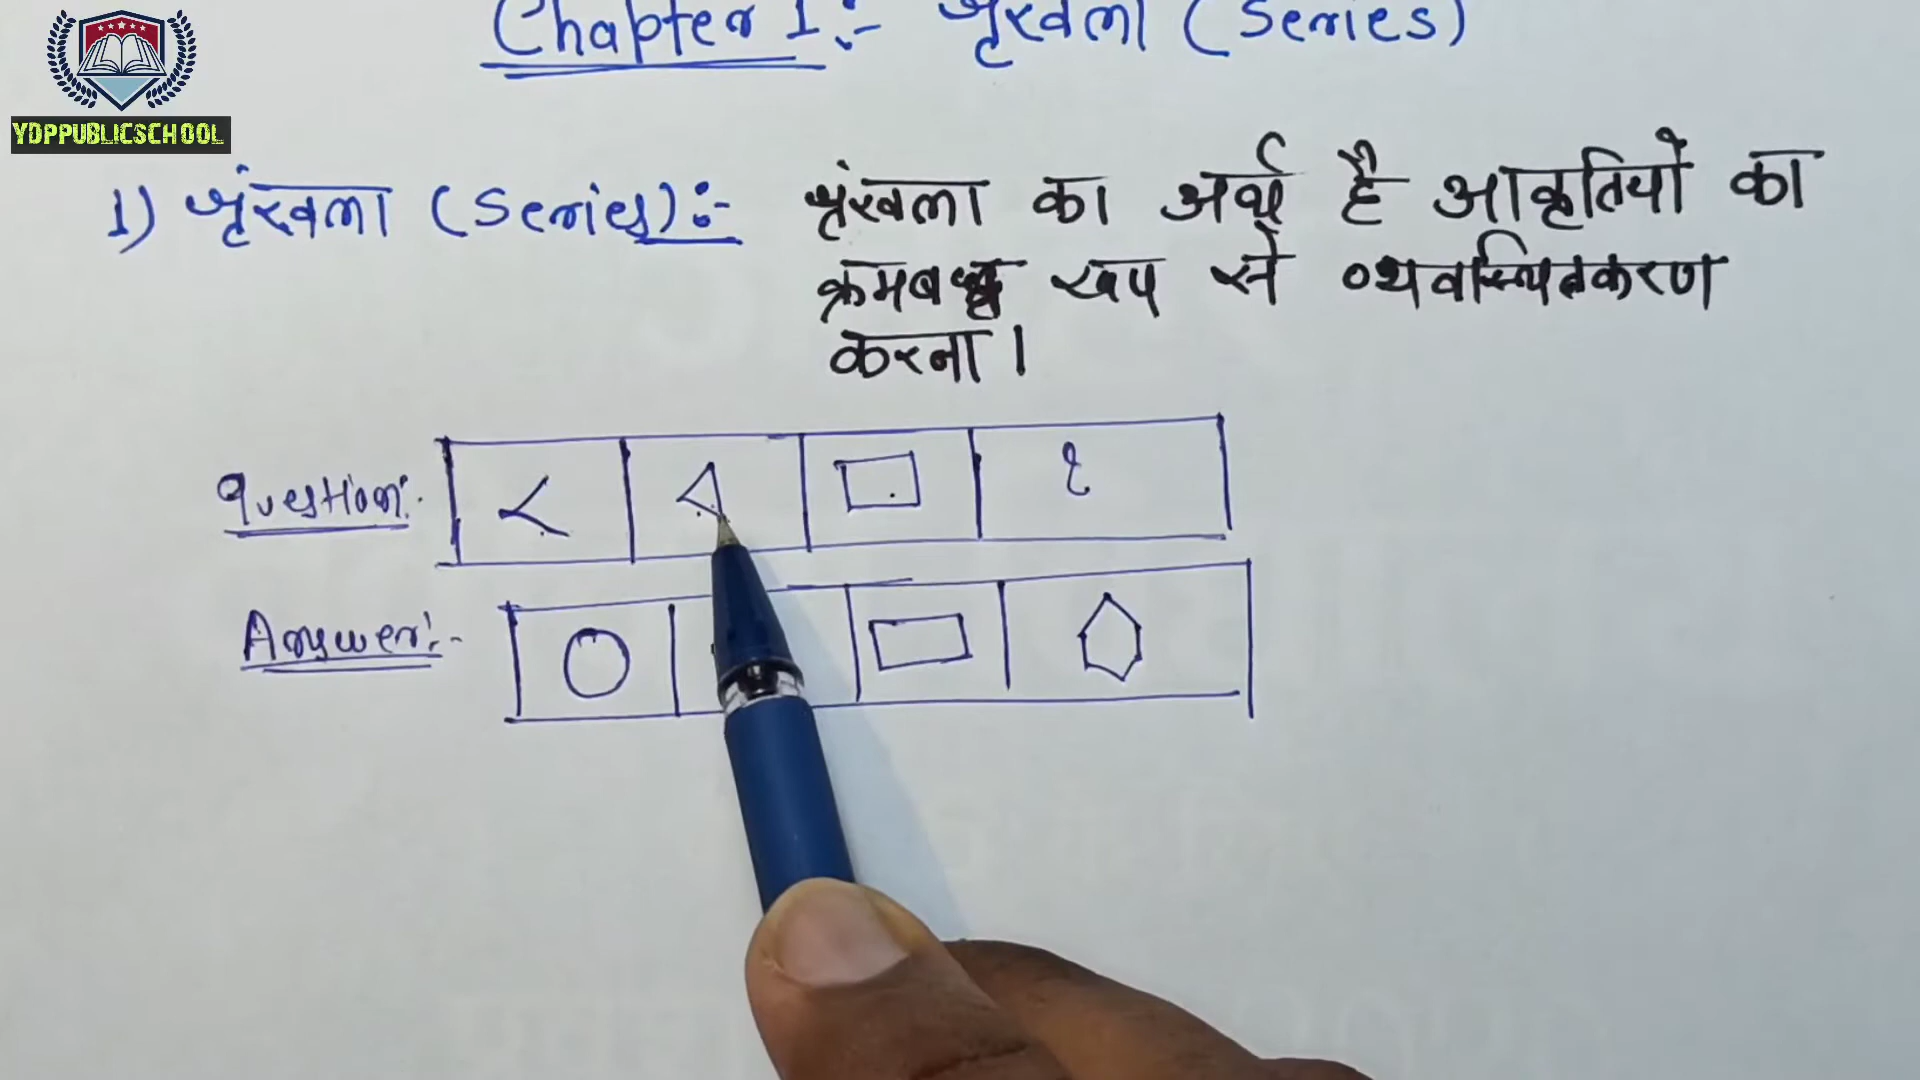 Chapter 1:- श्रृंखला (Series)
YDPPUBLICSCHOOL
1) श्रृंखला (Series):- श्रृंखला का अर्थ है आकृतियों का
क्रमबद्ध रूप से व्यवस्थितकरण
करना।
Question:-
?
Answer:-